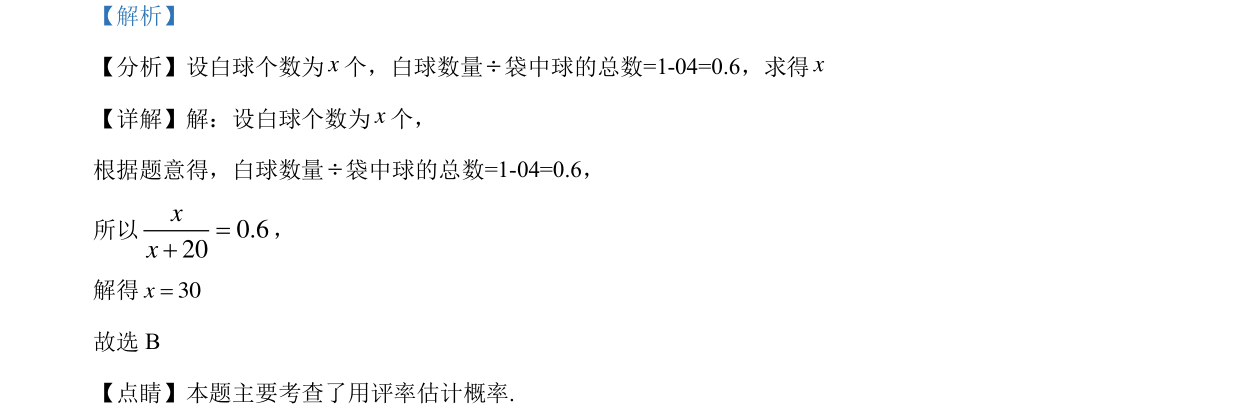 【解析】
【分析】设白球个数为 x 个，白球数量÷袋中球的总数=1-04=0.6，求得 x
【详解】解：设白球个数为 x 个，
根据题意得，白球数量÷袋中球的总数=1-04=0.6，
所以 \frac{x}{x+20} = 0.6，
解得 x = 30
故选 B
【点睛】本题主要考查了用评率估计概率.